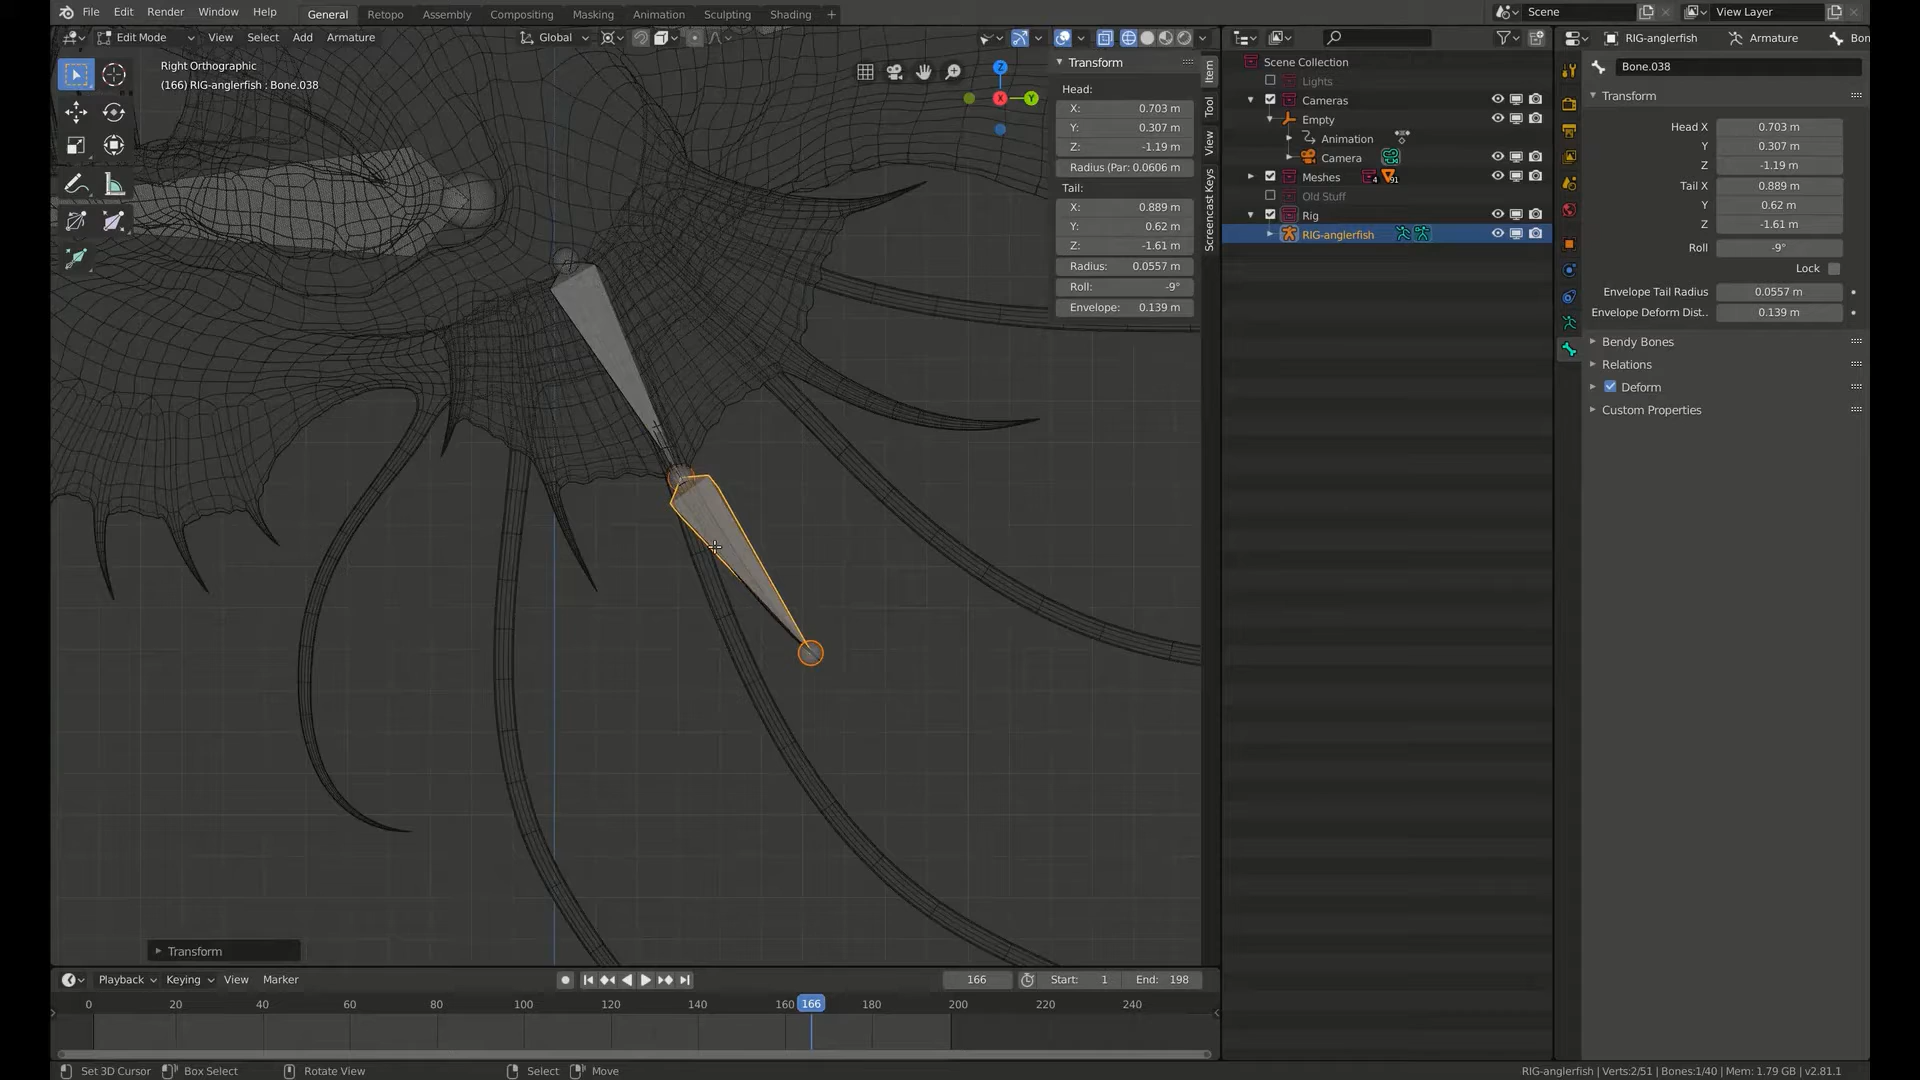 File Edit Render Window Help General Retopo Assembly Compositing Masking Animation Sculpting Shading + Scene View Layer
Edit Mode View Select Add Armature Global RIG-anglerfish Armature Bon
Right Orthographic
(166) RIG-anglerfish : Bone.038
Z
X
Y
Transform
Head:
X: 0.703 m
Y: 0.307 m
Z: -1.19 m
Radius (Par: 0.0606 m
Tail:
X: 0.889 m
Y: 0.62 m
Z: -1.61 m
Radius: 0.0557 m
Roll: -9°
Envelope: 0.139 m
Item
Tool
View
Screencast Keys
Scene Collection
Lights
Cameras
Empty
Animation
Camera
Meshes 4 91
Old Stuff
Rig
RIG-anglerfish
Bone.038
Transform
Head X 0.703 m
Y 0.307 m
Z -1.19 m
Tail X 0.889 m
Y 0.62 m
Z -1.61 m
Roll -9°
Lock
Envelope Tail Radius 0.0557 m
Envelope Deform Dist.. 0.139 m
Bendy Bones
Relations
Deform
Custom Properties
Transform
Playback Keying View Marker 166 Start: 1 End: 198
0 20 40 60 80 100 120 140 160 166 180 200 220 240
Set 3D Cursor Box Select Rotate View Select Move RIG-anglerfish | Verts:2/51 | Bones:1/40 | Mem: 1.79 GB | v2.81.1